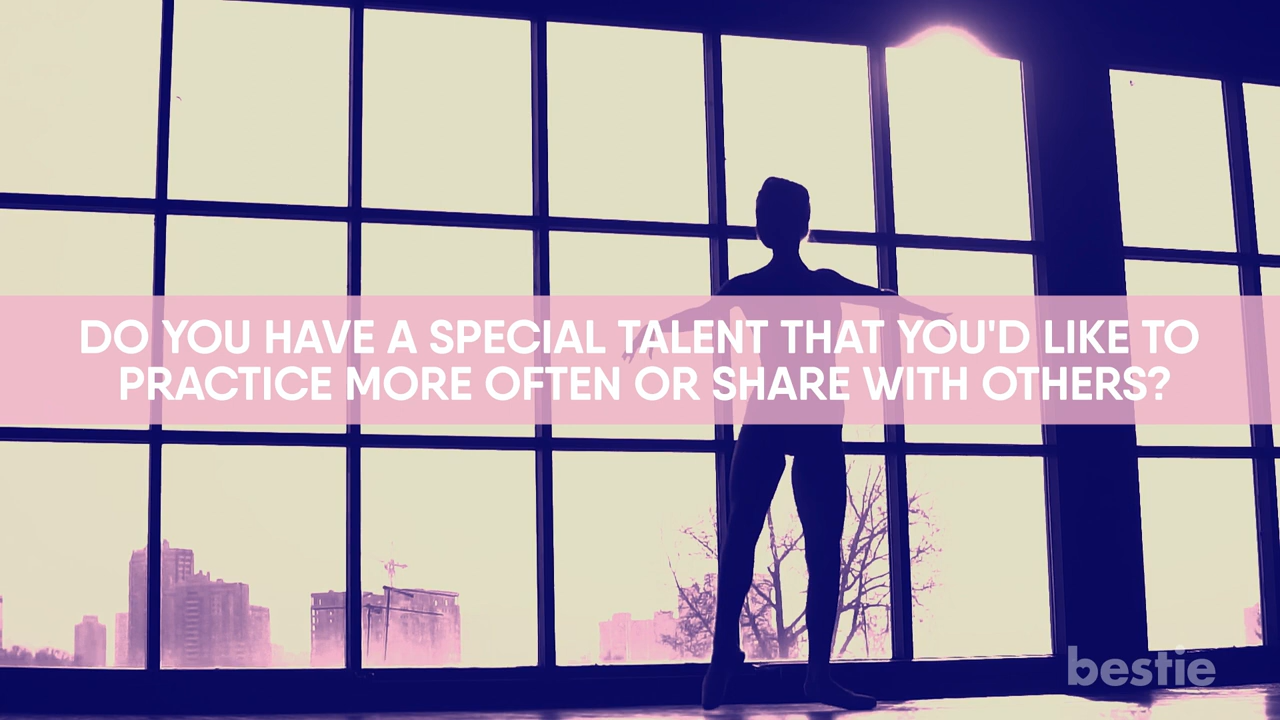 DO YOU HAVE A SPECIAL TALENT THAT YOU'D LIKE TO
PRACTICE MORE OFTEN OR SHARE WITH OTHERS?
bestie